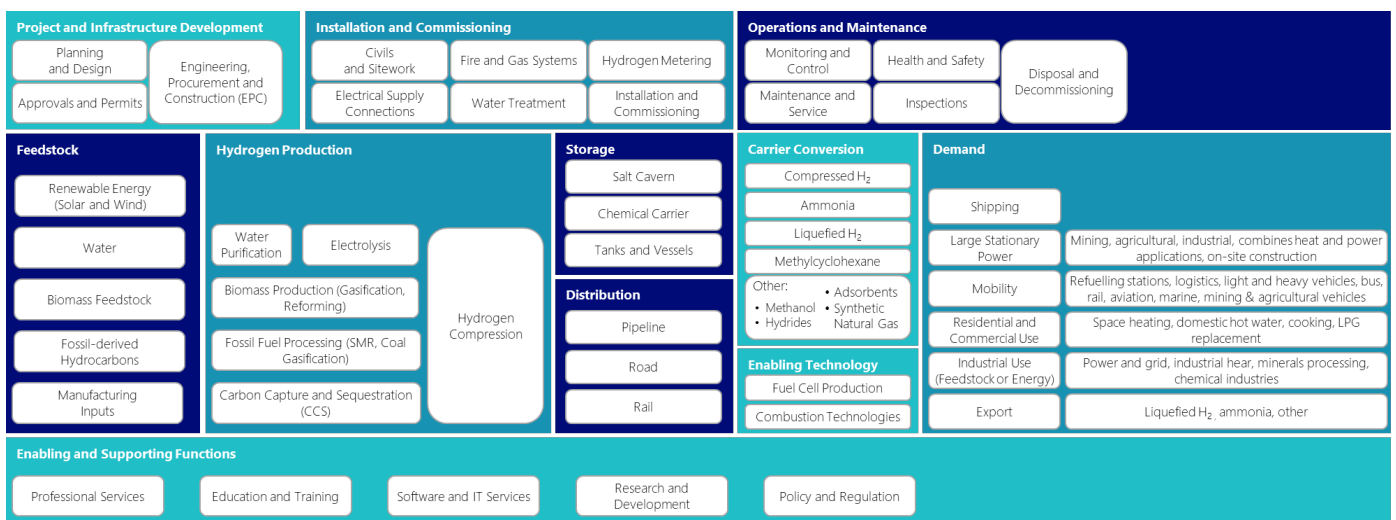 Project and Infrastructure Development
Planning
and Design
Approvals and Permits
Engineering,
Procurement and
Construction (EPC)
Installation and Commissioning
Civils
and Sitework
Fire and Gas Systems
Hydrogen Metering
Electrical Supply
Connections
Water Treatment
Installation and
Commissioning
Operations and Maintenance
Monitoring and
Control
Health and Safety
Maintenance and
Service
Inspections
Disposal and
Decommissioning
Feedstock
Renewable Energy
(Solar and Wind)
Water
Biomass Feedstock
Fossil-derived
Hydrocarbons
Manufacturing
Inputs
Hydrogen Production
Water
Purification
Electrolysis
Biomass Production (Gasification,
Reforming)
Fossil Fuel Processing (SMR, Coal
Gasification)
Carbon Capture and Sequestration
(CCS)
Hydrogen
Compression
Storage
Salt Cavern
Chemical Carrier
Tanks and Vessels
Distribution
Pipeline
Road
Rail
Carrier Conversion
Compressed H₂
Ammonia
Liquefied H₂
Methylcyclohexane
Other:
• Methanol
• Hydrides
• Adsorbents
• Synthetic
Natural Gas
Enabling Technology
Fuel Cell Production
Combustion Technologies
Demand
Shipping
Large Stationary
Power
Mining, agricultural, industrial, combines heat and power
applications, on-site construction
Mobility
Refuelling stations, logistics, light and heavy vehicles, bus,
rail, aviation, marine, mining & agricultural vehicles
Residential and
Commercial Use
Space heating, domestic hot water, cooking, LPG
replacement
Industrial Use
(Feedstock or Energy)
Power and grid, industrial hear, minerals processing,
chemical industries
Export
Liquefied H₂ , ammonia, other
Enabling and Supporting Functions
Professional Services
Education and Training
Software and IT Services
Research and
Development
Policy and Regulation